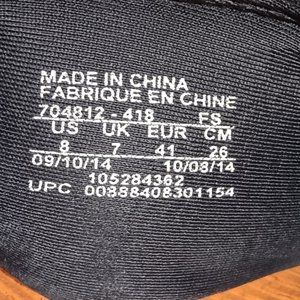 MADE IN CHINA
FABRIQUE EN CHINE
704812 - 418 FS
US UK EUR CM
8 7 41 26
09/10/14 10/08/14
105284362
UPC 00888408301154